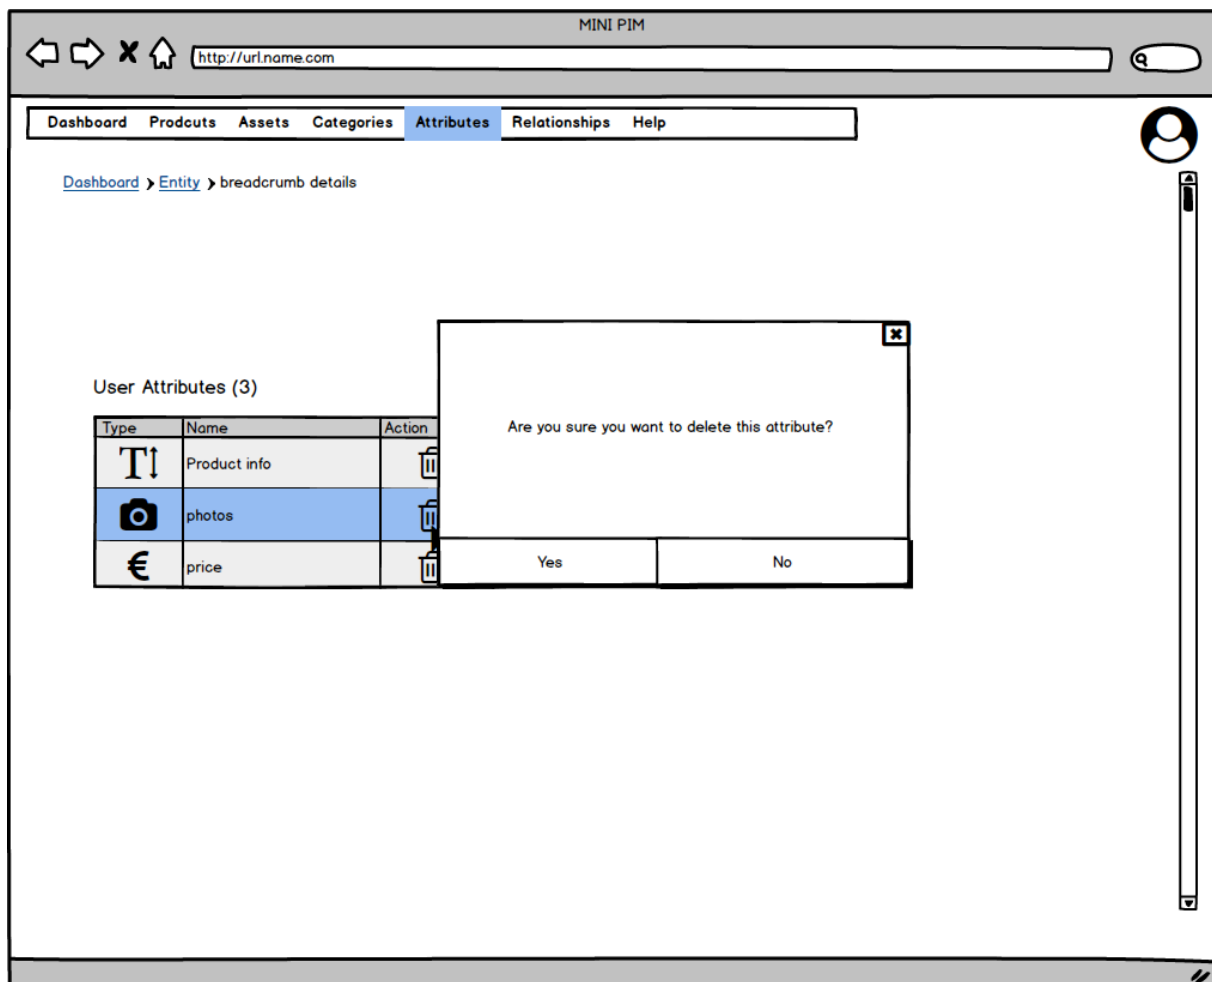 MINI PIM
http://url.name.com
Dashboard Prodcuts Assets Categories Attributes Relationships Help
Dashboard > Entity > breadcrumb details
User Attributes (3)
Type Name Action
Product info
photos
€ price
Are you sure you want to delete this attribute?
Yes No